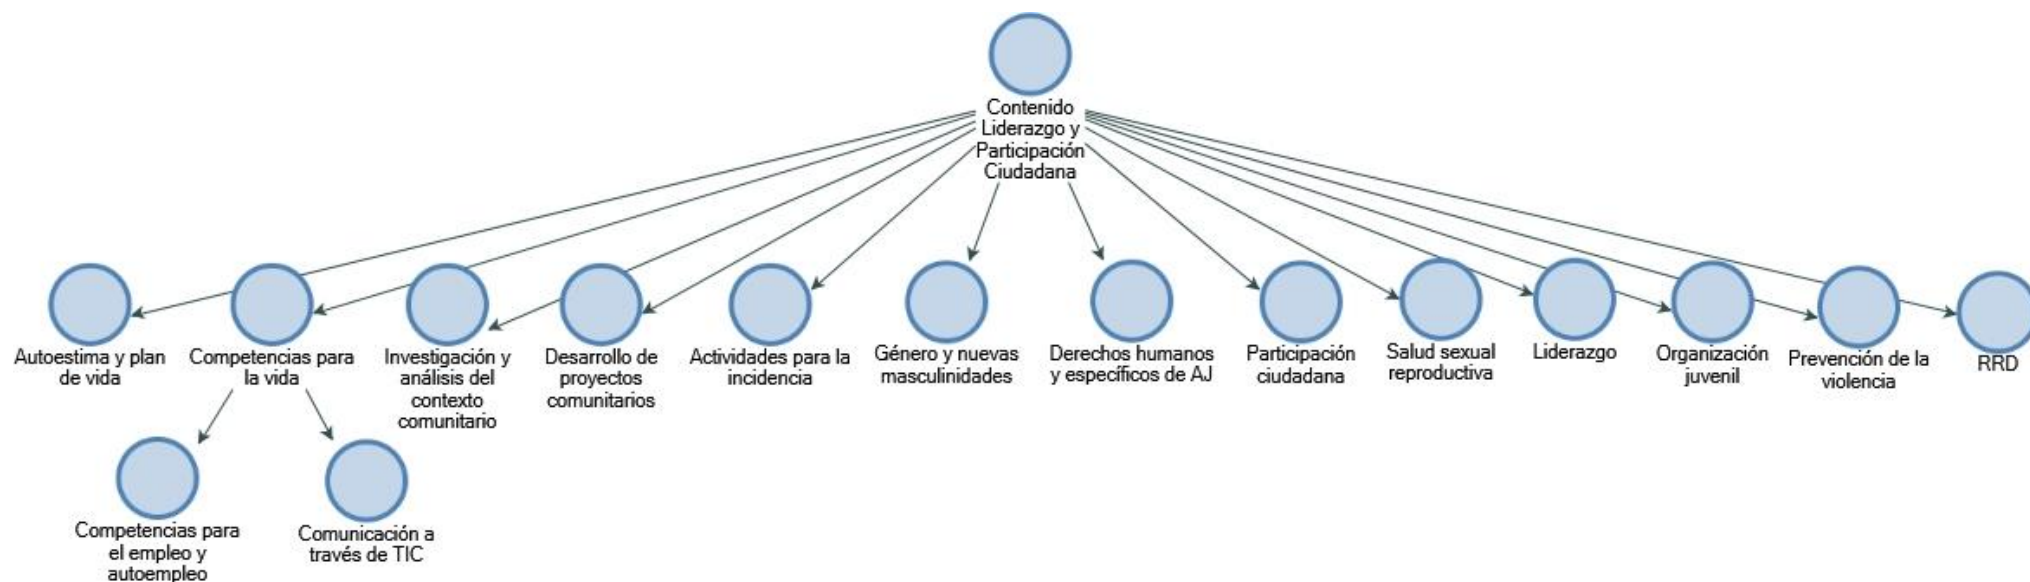 Contenido
Liderazgo y
Participación
Ciudadana
Autoestima y plan
de vida
Competencias para
la vida
Investigación y
análisis del
contexto
comunitario
Desarrollo de
proyectos
comunitarios
Actividades para la
incidencia
Género y nuevas
masculinidades
Derechos humanos
y específicos de AJ
Participación
ciudadana
Salud sexual
reproductiva
Liderazgo
Organización
juvenil
Prevención de la
violencia
RRD
Competencias para
el empleo y
autoempleo
Comunicación a
través de TIC